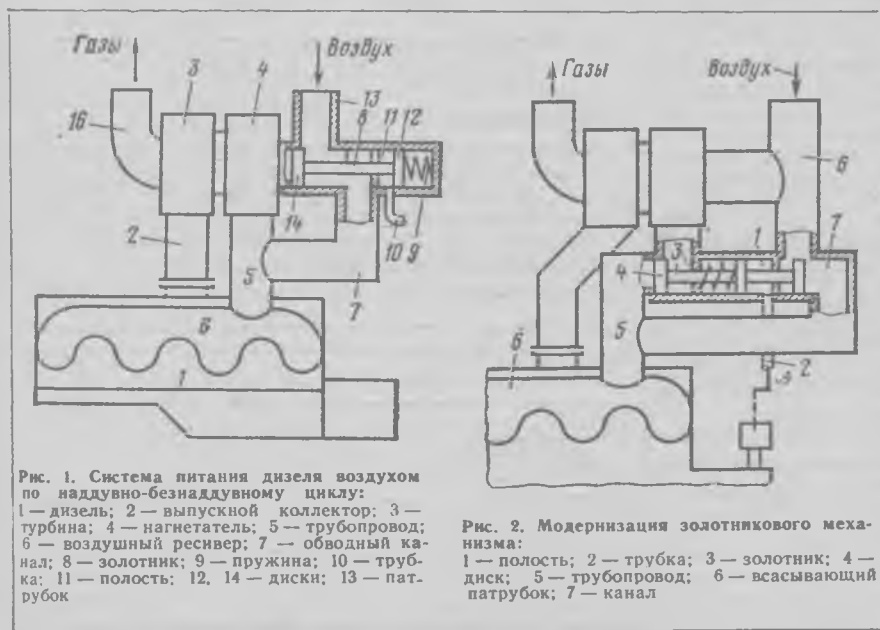 Газы
Воздух
3
4
13
8
11
12
16
14
10
9
2
5
7
6
1
Рис. 1. Система питания дизеля воздухом
по наддувно-безнаддувному циклу:
1 — дизель; 2 — выпускной коллектор; 3 —
турбина; 4 — нагнетатель; 5 — трубопровод;
6 — воздушный ресивер; 7 — обводный ка-
нал; 8 — золотник; 9 — пружина; 10 — труб-
ка; 11 — полость; 12, 14 — диски; 13 — пат-
рубок
Газы
Воздух
6
1
7
3
4
5
2
6
Рис. 2. Модернизация золотникового меха-
низма:
1 — полость; 2 — трубка; 3 — золотник; 4 —
диск; 5 — трубопровод; 6 — всасывающий
патрубок; 7 — канал